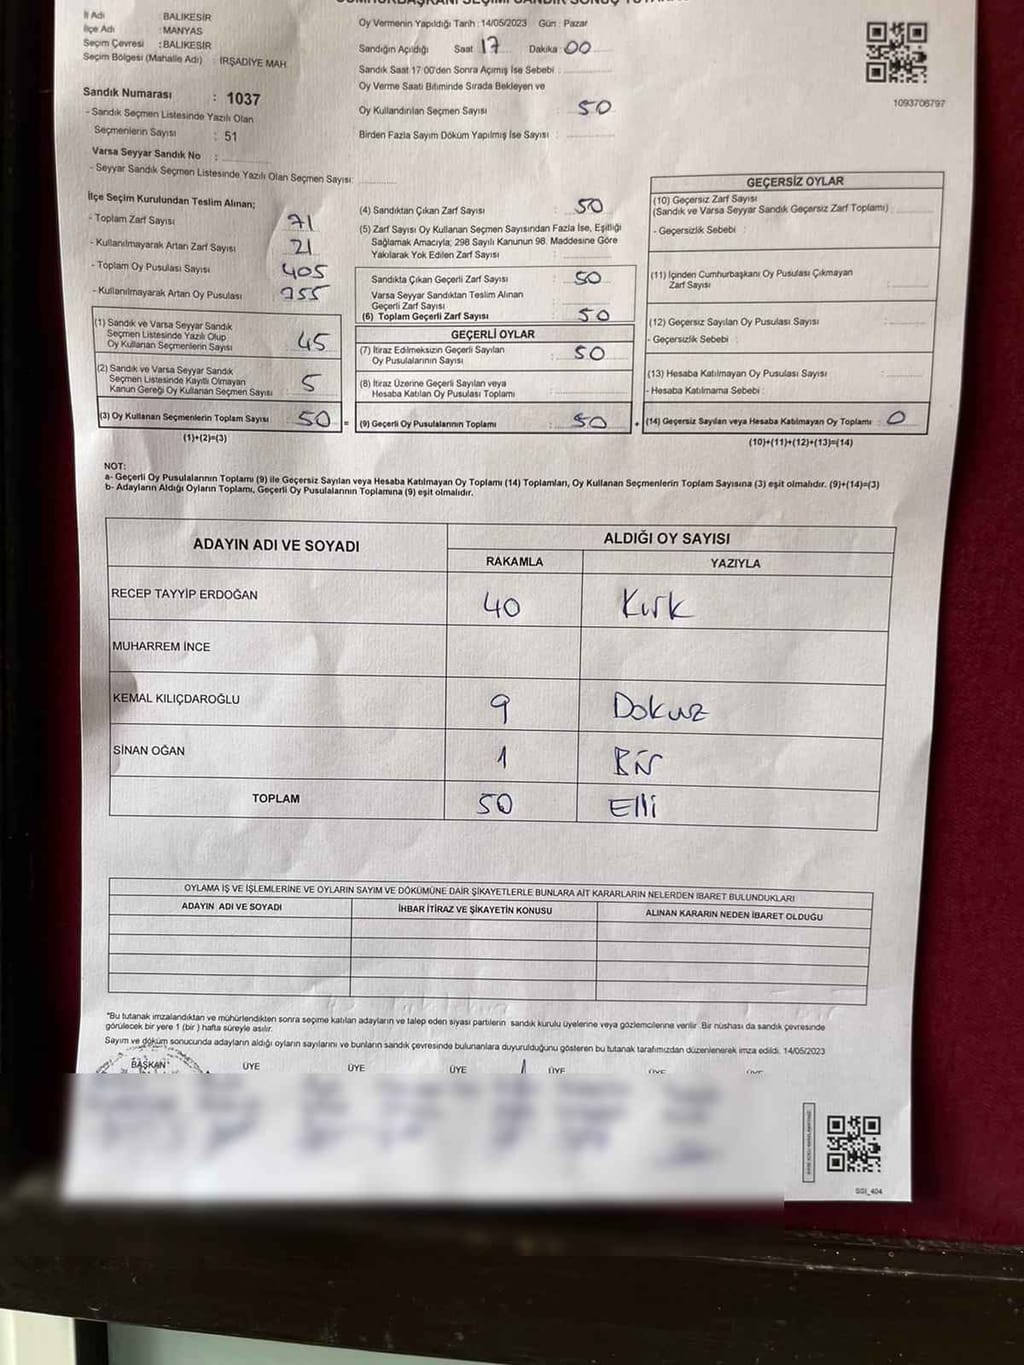 İli Adı BALIKESİR
İlçe Adı : MANYAS
Seçim Çevresi : BALIKESİR
Seçim Bölgesi (Mahalle Adı) : İRŞADİYE MAH.
Sandık Numarası : 1037
- Sandık Seçmen Listesinde Yazılı Olan
Seçmenlerin Sayısı : 51
Varsa Seyyar Sandık No :
- Seyyar Sandık Seçmen Listesinde Yazılı Olan Seçmen Sayısı:
Oy Vermenin Yapıldığı Tarih : 14/05/2023 Gün : Pazar
Sandığın Açıldığı Saat 17 Dakika 00
Sandık Saat 17:00'den Sonra Açımış İse Sebebi :
Oy Verme Saati Bitiminde Sırada Bekleyen ve
Oy Kullandırılan Seçmen Sayısı : 50
Birden Fazla Sayım Döküm Yapılmış İse Sayısı :
1093706797
İlçe Seçim Kurulundan Teslim Alınan;
- Toplam Zarf Sayısı 71
- Kullanılmayarak Artan Zarf Sayısı 21
- Toplam Oy Pusulası Sayısı 405
- Kullanılmayarak Artan Oy Pusulası 355
(1) Sandık ve Varsa Seyyar Sandık
Seçmen Listesinde Yazılı Olup
Oy Kullanan Seçmenlerin Sayısı 45
(2) Sandık ve Varsa Seyyar Sandık
Seçmen Listesinde Kayıtlı Olmayan
Kanun Gereği Oy Kullanan Seçmen Sayısı 5
(3) Oy Kullanan Seçmenlerin Toplam Sayısı 50 =
(1)+(2)=(3)
(4) Sandıktan Çıkan Zarf Sayısı 50
(5) Zarf Sayısı Oy Kullanan Seçmen Sayısından Fazla İse, Eşitliği
Sağlamak Amacıyla; 298 Sayılı Kanunun 98. Maddesine Göre
Yakılarak Yok Edilen Zarf Sayısı :
Sandıkta Çıkan Geçerli Zarf Sayısı : 50
Varsa Seyyar Sandıktan Teslim Alınan
Geçerli Zarf Sayısı :
(6) Toplam Geçerli Zarf Sayısı : 50
GEÇERLİ OYLAR
(7) İtiraz Edilmeksizin Geçerli Sayılan
Oy Pusulalarının Sayısı : 50
(8) İtiraz Üzerine Geçerli Sayılan veya
Hesaba Katılan Oy Pusulası Toplamı :
(9) Geçerli Oy Pusulalarının Toplamı : 50 +
GEÇERSİZ OYLAR
(10) Geçersiz Zarf Sayısı
(Sandık ve Varsa Seyyar Sandık Geçersiz Zarf Toplamı) :
- Geçersizlik Sebebi :
(11) İçinden Cumhurbaşkanı Oy Pusulası Çıkmayan
Zarf Sayısı :
(12) Geçersiz Sayılan Oy Pusulası Sayısı :
- Geçersizlik Sebebi :
(13) Hesaba Katılmayan Oy Pusulası Sayısı :
- Hesaba Katılmama Sebebi :
(14) Geçersiz Sayılan veya Hesaba Katılmayan Oy Toplamı : 0
(10)+(11)+(12)+(13)=(14)
NOT:
a- Geçerli Oy Pusulalarının Toplamı (9) ile Geçersiz Sayılan veya Hesaba Katılmayan Oy Toplamı (14) Toplamları, Oy Kullanan Seçmenlerin Toplam Sayısına (3) eşit olmalıdır. (9)+(14)=(3)
b- Adayların Aldığı Oyların Toplamı, Geçerli Oy Pusulalarının Toplamına (9) eşit olmalıdır.
ADAYIN ADI VE SOYADI ALDIĞI OY SAYISI
RAKAMLA YAZIYLA
RECEP TAYYİP ERDOĞAN 40 Kırk
MUHARREM İNCE
KEMAL KILIÇDAROĞLU 9 Dokuz
SİNAN OĞAN 1 Bir
TOPLAM 50 Elli
OYLAMA İŞ VE İŞLEMLERİNE VE OYLARIN SAYIM VE DÖKÜMÜNE DAİR ŞİKAYETLERLE BUNLARA AİT KARARLARIN NELERDEN İBARET BULUNDUKLARI
ADAYIN ADI VE SOYADI İHBAR İTİRAZ VE ŞİKAYETİN KONUSU ALINAN KARARIN NEDEN İBARET OLDUĞU
"Bu tutanak imzalandıktan ve mühürlendikten sonra seçime katılan adayların ve talep eden siyasi partilerin sandık kurulu üyelerine veya gözlemcilerine verilir. Bir nüshası da sandık çevresinde
görülecek bir yere 1 (bir) hafta süreyle asılır.
Sayım ve döküm sonucunda adayların aldığı oyların sayılarını ve bunların sandık çevresinde bulunanlara duyurulduğunu gösteren bu tutanak tarafımızdan düzenlenerek imza edildi. 14/05/2023
BAŞKAN ÜYE ÜYE ÜYE ÜYE ÜYE ÜYE
SSI_404